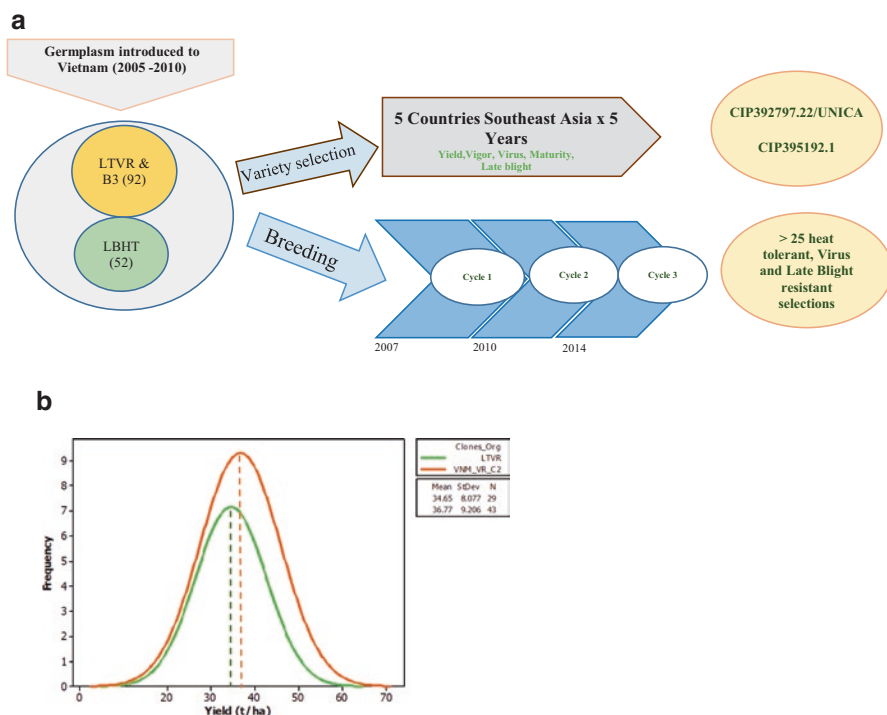 a
Germplasm introduced to
Vietnam (2005 -2010)
LTVR &
B3 (92)
LBHT
(52)
Variety selection
Breeding
5 Countries Southeast Asia x 5
Years
Yield,Vigor, Virus, Maturity,
Late blight
CIP392797.22/UNICA
CIP395192.1
Cycle 1
Cycle 2
Cycle 3
2007
2010
2014
> 25 heat
tolerant, Virus
and Late Blight
resistant
selections
b
Clones_Org
LTVR
VNM_VR_C2
Mean StDev N
34.65 8.077 29
36.77 9.206 43
Frequency
9
8
7
6
5
4
3
2
1
0
0 10 20 30 40 50 60 70
Yield (t/ha)